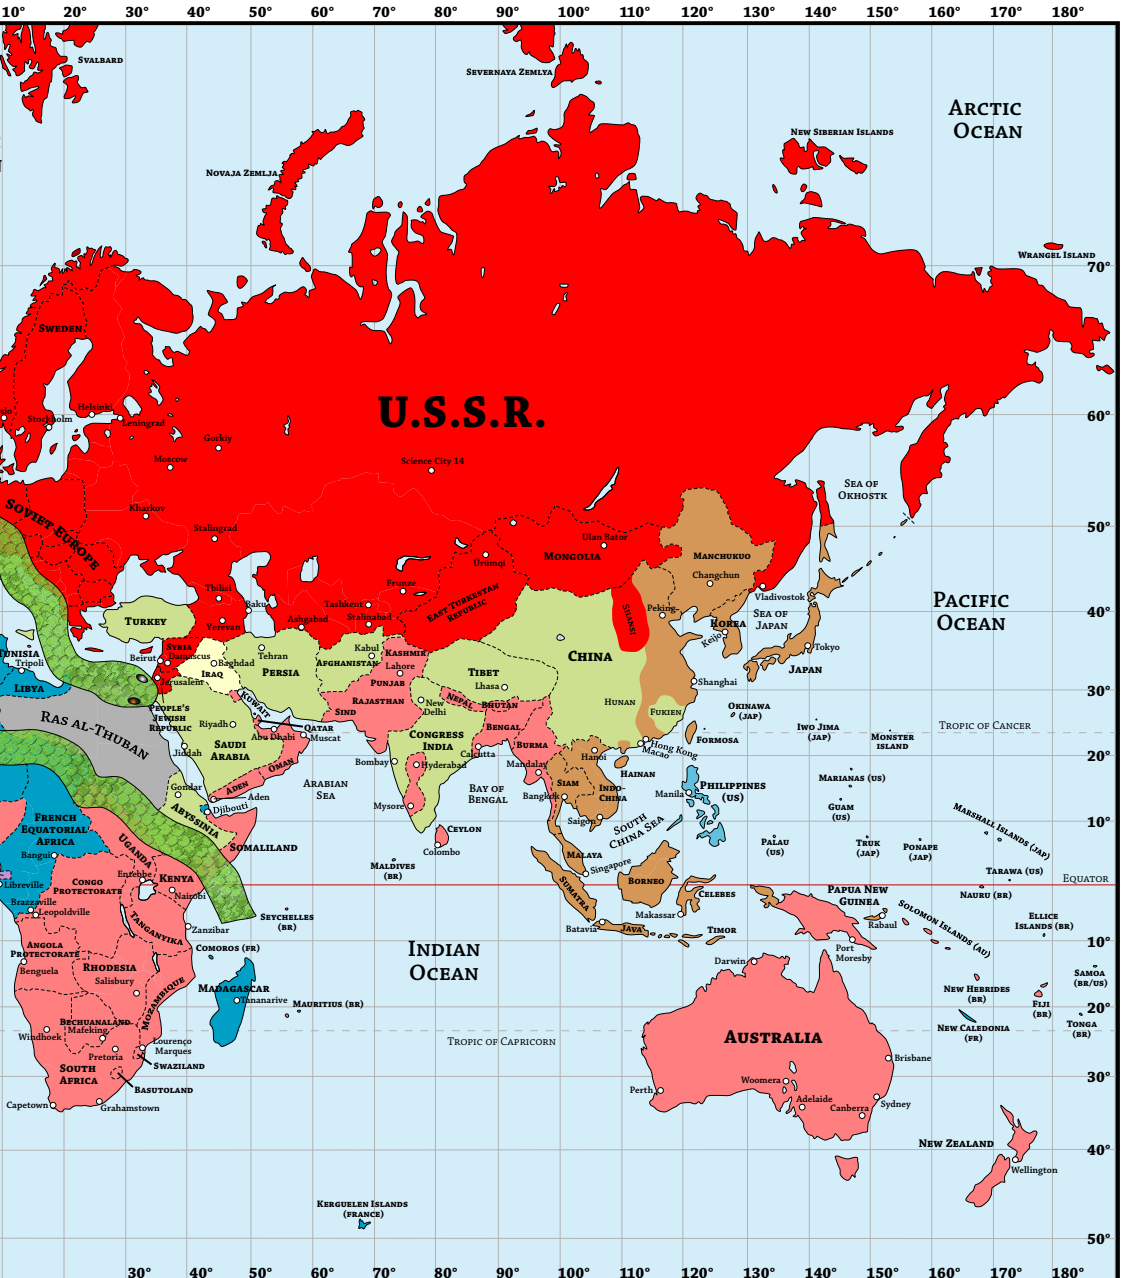 10° 20° 30° 40° 50° 60° 70° 80° 90° 100° 110° 120° 130° 140° 150° 160° 170° 180°
Svalbard
Severnaya Zemlya
Arctic
Ocean
New Siberian Islands
Novaja Zemlja
Wrangel Island
70°
Sweden
U.S.S.R.
Helsinki
Stockholm
Leningrad
60°
Gorkiy
Moscow
Science City 14
Sea of
Okhostk
Soviet Europe
Kharkov
Stalingrad
50°
Ulan Bator
Mongolia
Manchukuo
Ürümqi
Changchun
Tbilisi
Frunze
Vladivostok
Baku
Tashkent
East Turkestan
Republic
Shansi
Peking
Pacific
Ocean
40°
Turkey
Yerevan
Ashgabad
Stalinabad
Korea
Keijo
Sea of
Japan
Tokyo
Japan
Tunisia
Tripoli
Syria
Beirut
Damascus
Baghdad
Tehran
Kabul
Kashmir
Lahore
Afghanistan
China
Jerusalem
Iraq
Persia
Punjab
Tibet
Lhasa
Shanghai
Libya
30°
Kuwait
Rajasthan
New
Delhi
Nepal
Bhutan
Hunan
Fukien
Okinawa
(Jap)
People's
Jewish
Republic
Sind
Ras al-Thuban
Riyadh
Qatar
Abu Dhabi
Muscat
Bengal
Iwo Jima
(Jap)
Tropic of Cancer
Monster
Island
Congress
India
Calcutta
Burma
Hanoi
Hong Kong
Macao
Formosa
20°
Jiddah
Saudi
Arabia
Oman
Bombay
Hyderabad
Mandalay
Hainan
Gondar
Aden
Aden
Arabian
Sea
Bay of
Bengal
Siam
Bangkok
Indo-
China
Philippines
(US)
Manila
Marianas (US)
Djibouti
Mysore
Guam
(US)
Marshall Islands (Jap)
French
Equatorial
Africa
Abyssinia
Saigon
South
China Sea
10°
Ceylon
Colombo
Palau
(US)
Truk
(Jap)
Ponape
(Jap)
Uganda
Somaliland
Bangui
Malaya
Singapore
Maldives
(Br)
Tarawa (US)
Entebbe
Kenya
Equator
Congo
Protectorate
Libreville
Nairobi
Sumatra
Borneo
Celebes
Papua New
Guinea
Nauru (Br)
Brazzaville
Leopoldville
Tanganyika
Seychelles
(Br)
Makassar
Rabaul
Solomon Islands (Au)
Ellice
Islands (Br)
Zanzibar
Batavia
Java
Timor
10°
Angola
Protectorate
Comoros (Fr)
Indian
Ocean
Port
Moresby
Darwin
Benguela
Rhodesia
Salisbury
Madagascar
Tananarive
Samoa
(Br/US)
New Hebrides
(Br)
Mozambique
Mauritius (Br)
Fiji
(Br)
20°
Bechuanaland
Mafeking
New Caledonia
(Fr)
Tonga
(Br)
Windhoek
Australia
Tropic of Capricorn
Lourenço
Marques
Pretoria
Brisbane
South
Africa
Swaziland
30°
Woomera
Basutoland
Perth
Adelaide
Canberra
Sydney
Capetown
Grahamstown
New Zealand
40°
Wellington
Kerguelen Islands
(France)
50°
30° 40° 50° 60° 70° 80° 90° 100° 110° 120° 130° 140° 150° 160° 170° 180°